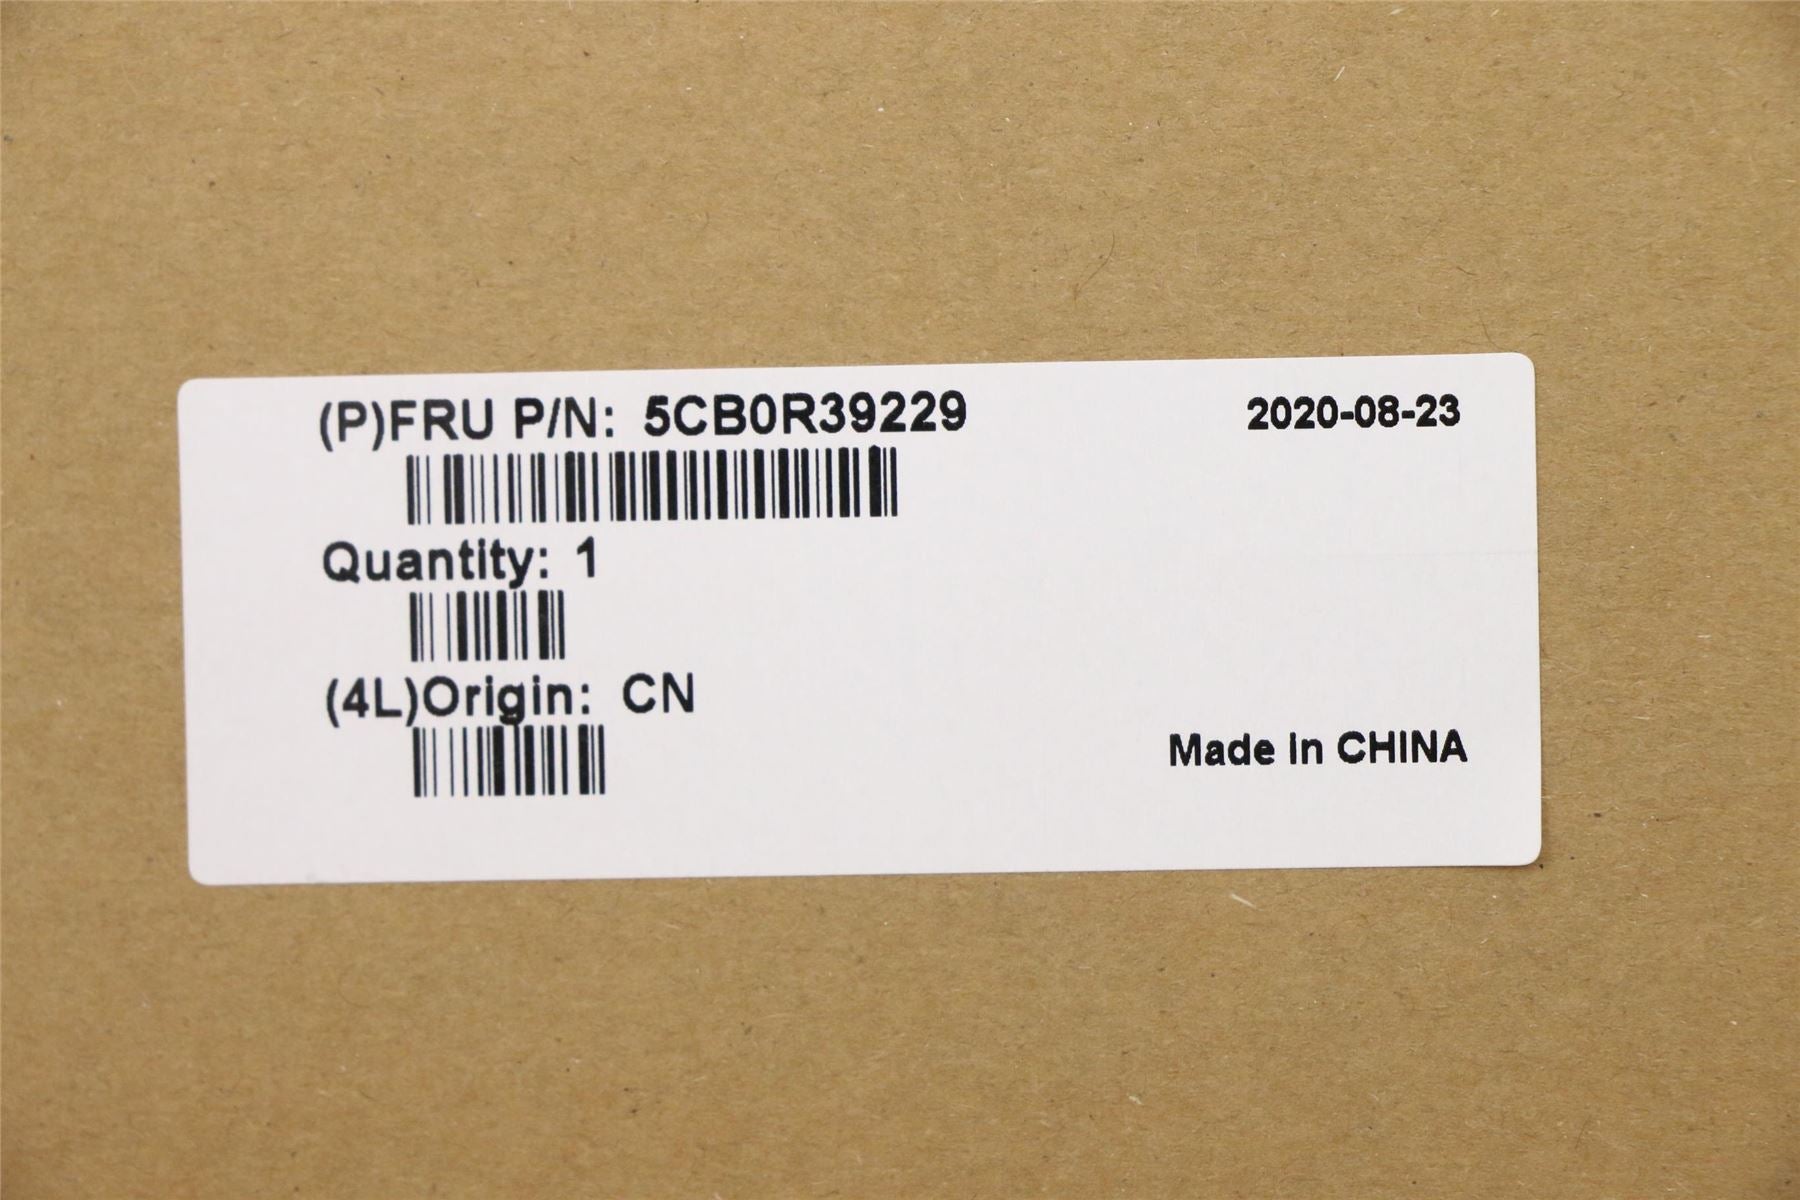 (P)FRU P/N: 5CB0R39229
2020-08-23
Quantity: 1
(4L)Origin: CN
Made in CHINA